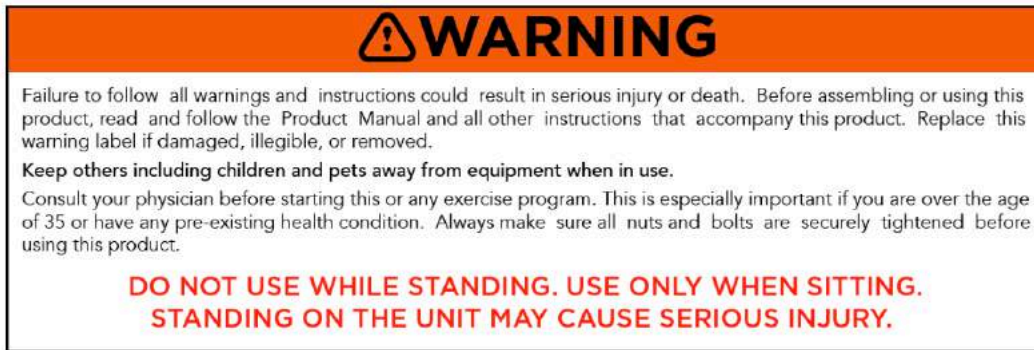 WARNING
Failure to follow all warnings and instructions could result in serious injury or death. Before assembling or using this
product, read and follow the Product Manual and all other instructions that accompany this product. Replace this
warning label if damaged, illegible, or removed.
Keep others including children and pets away from equipment when in use.
Consult your physician before starting this or any exercise program. This is especially important if you are over the age
of 35 or have any pre-existing health condition. Always make sure all nuts and bolts are securely tightened before
using this product.
DO NOT USE WHILE STANDING. USE ONLY WHEN SITTING.
STANDING ON THE UNIT MAY CAUSE SERIOUS INJURY.